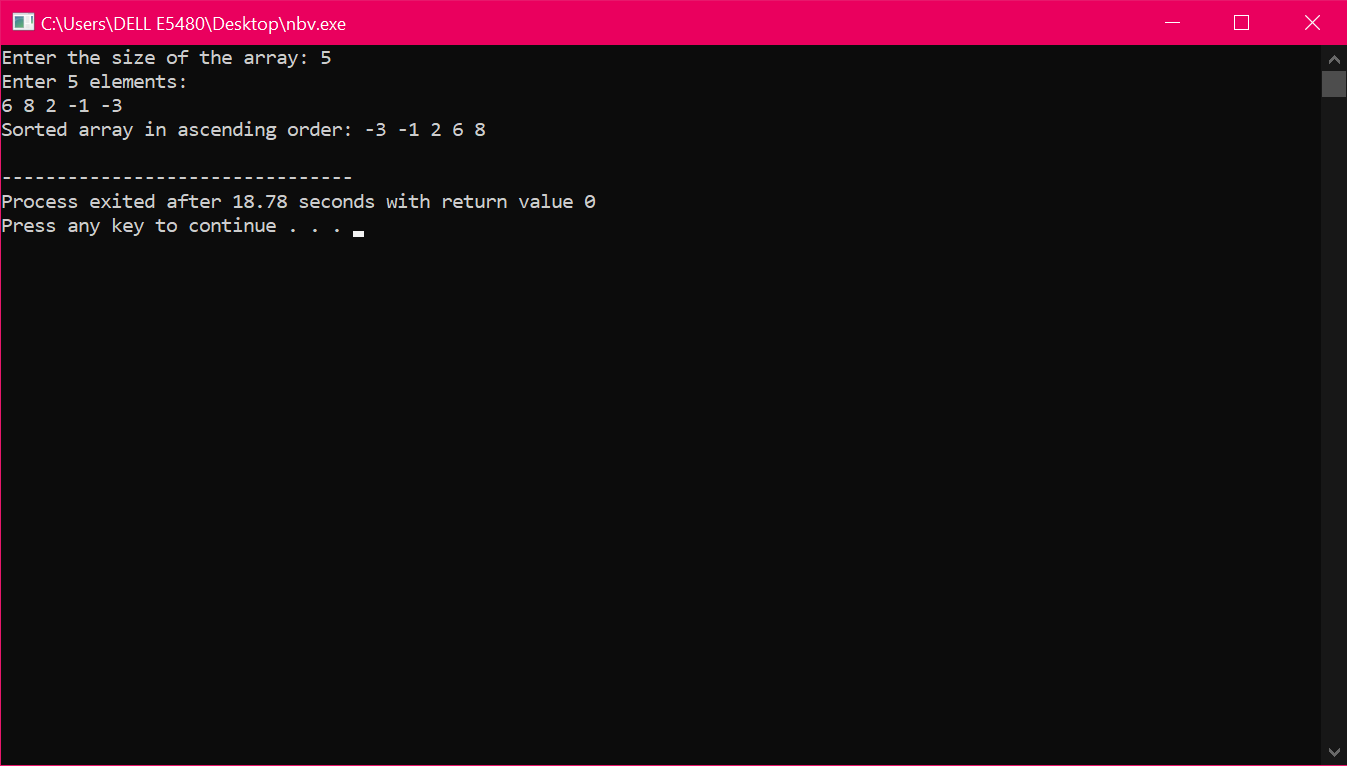 C:\Users\DELL E5480\Desktop\nbv.exe
Enter the size of the array: 5
Enter 5 elements:
6 8 2 -1 -3
Sorted array in ascending order: -3 -1 2 6 8
--------------------------------
Process exited after 18.78 seconds with return value 0
Press any key to continue . . .